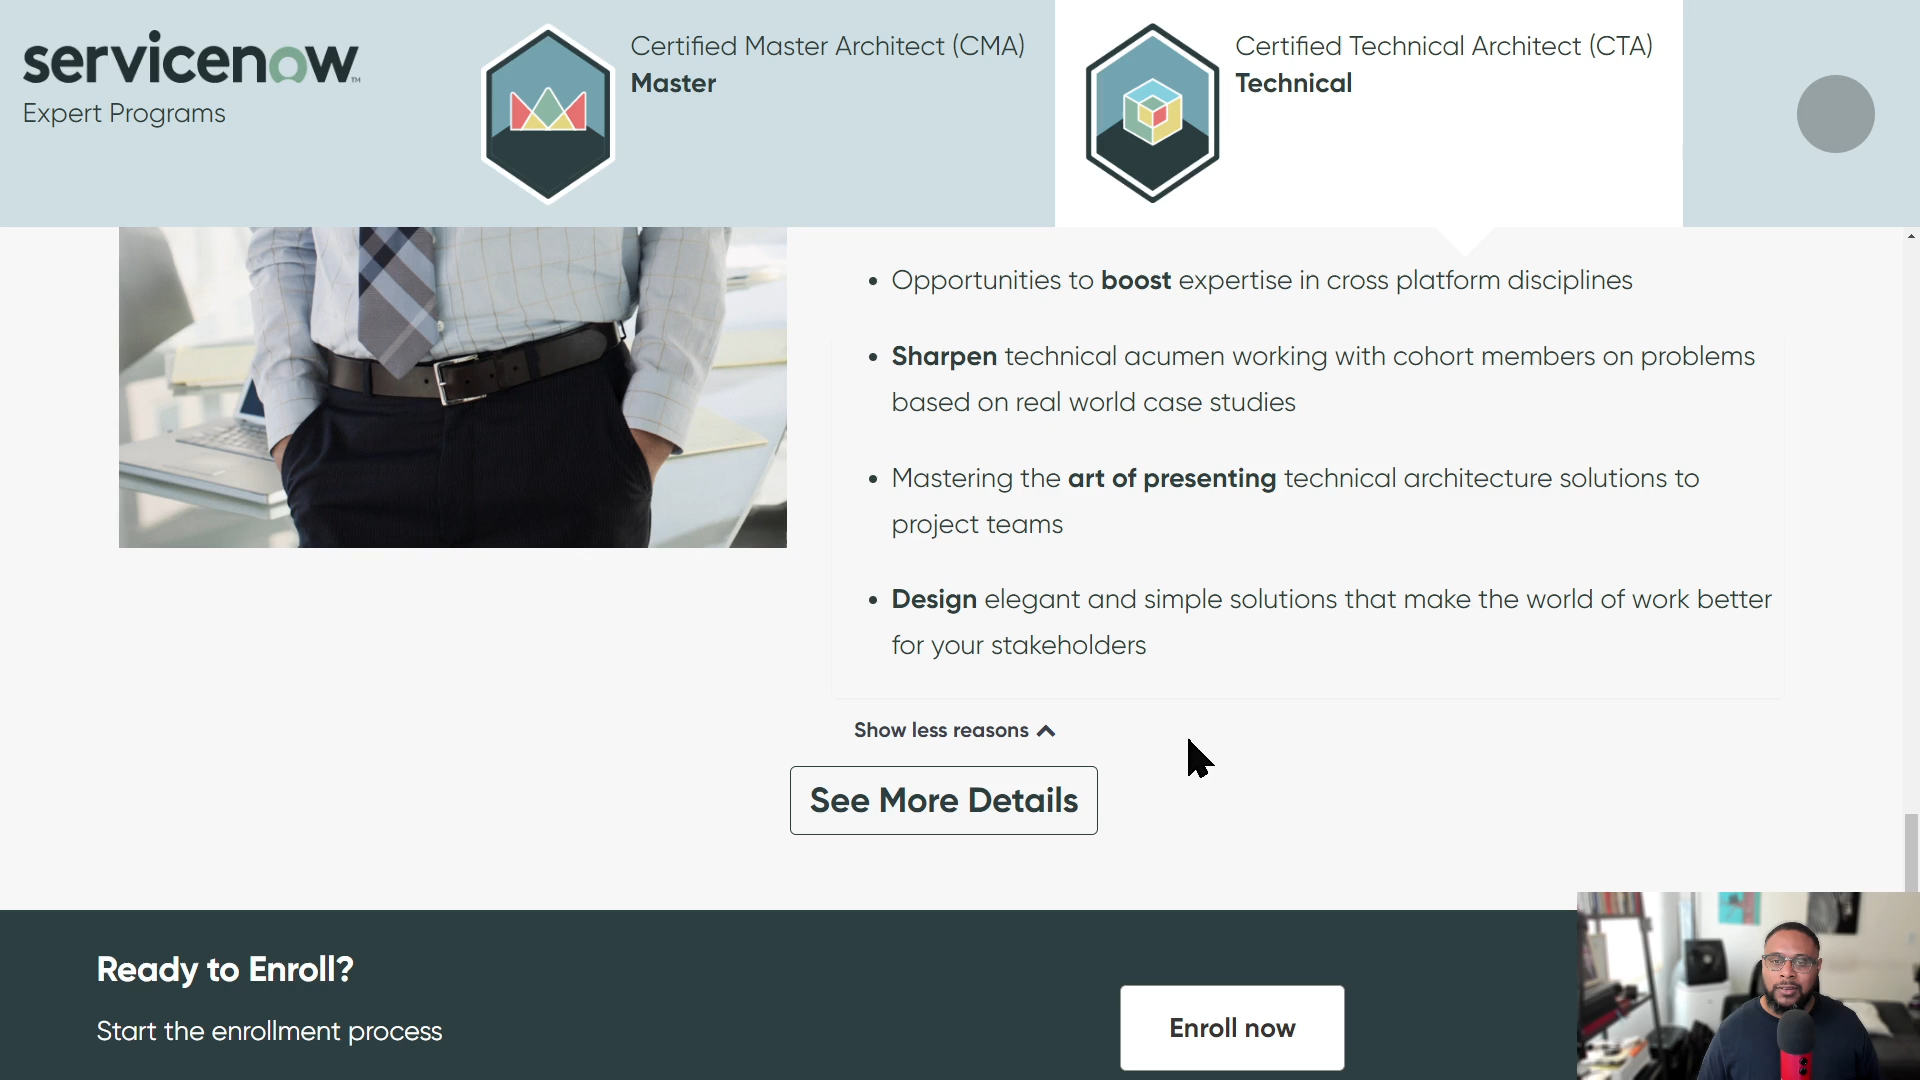 servicenow™
Expert Programs
Certified Master Architect (CMA)
Master
Certified Technical Architect (CTA)
Technical
• Opportunities to boost expertise in cross platform disciplines
• Sharpen technical acumen working with cohort members on problems
based on real world case studies
• Mastering the art of presenting technical architecture solutions to
project teams
• Design elegant and simple solutions that make the world of work better
for your stakeholders
Show less reasons
See More Details
Ready to Enroll?
Start the enrollment process
Enroll now